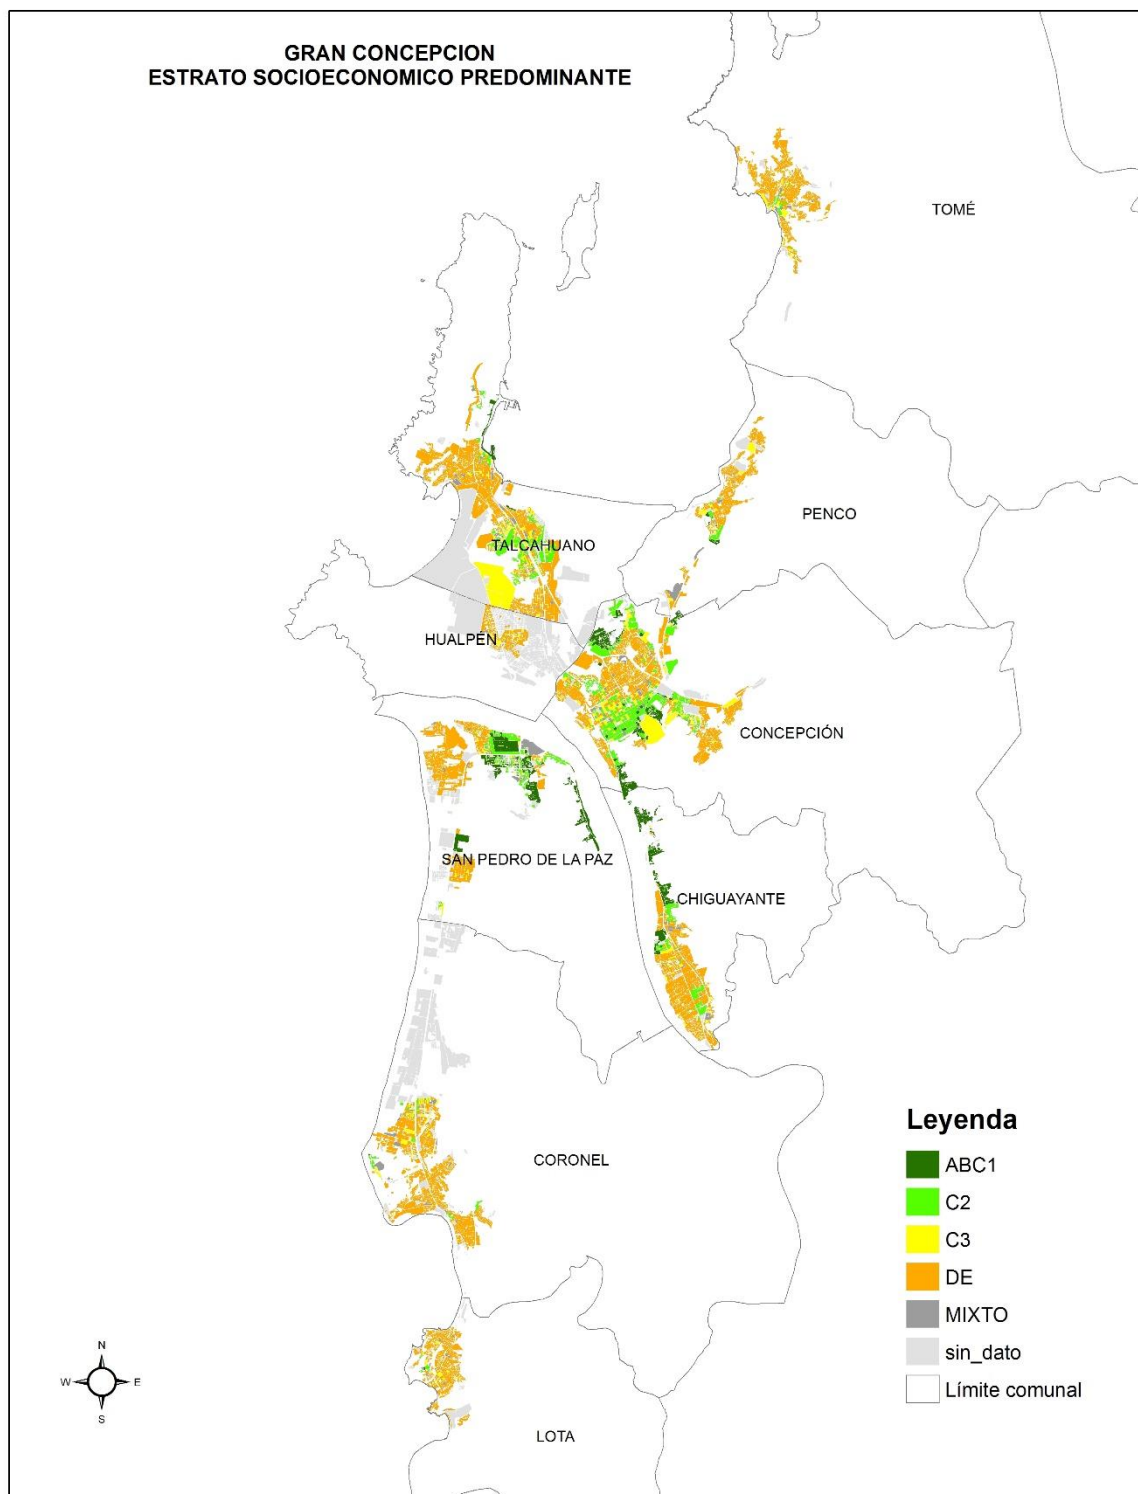 GRAN CONCEPCION
ESTRATO SOCIOECONOMICO PREDOMINANTE
TOMÉ
PENCO
TALCAHUANO
HUALPÉN
CONCEPCIÓN
SAN PEDRO DE LA PAZ
CHIGUAYANTE
CORONEL
LOTA
Leyenda
ABC1
C2
C3
DE
MIXTO
sin_dato
Límite comunal
N
W
E
S